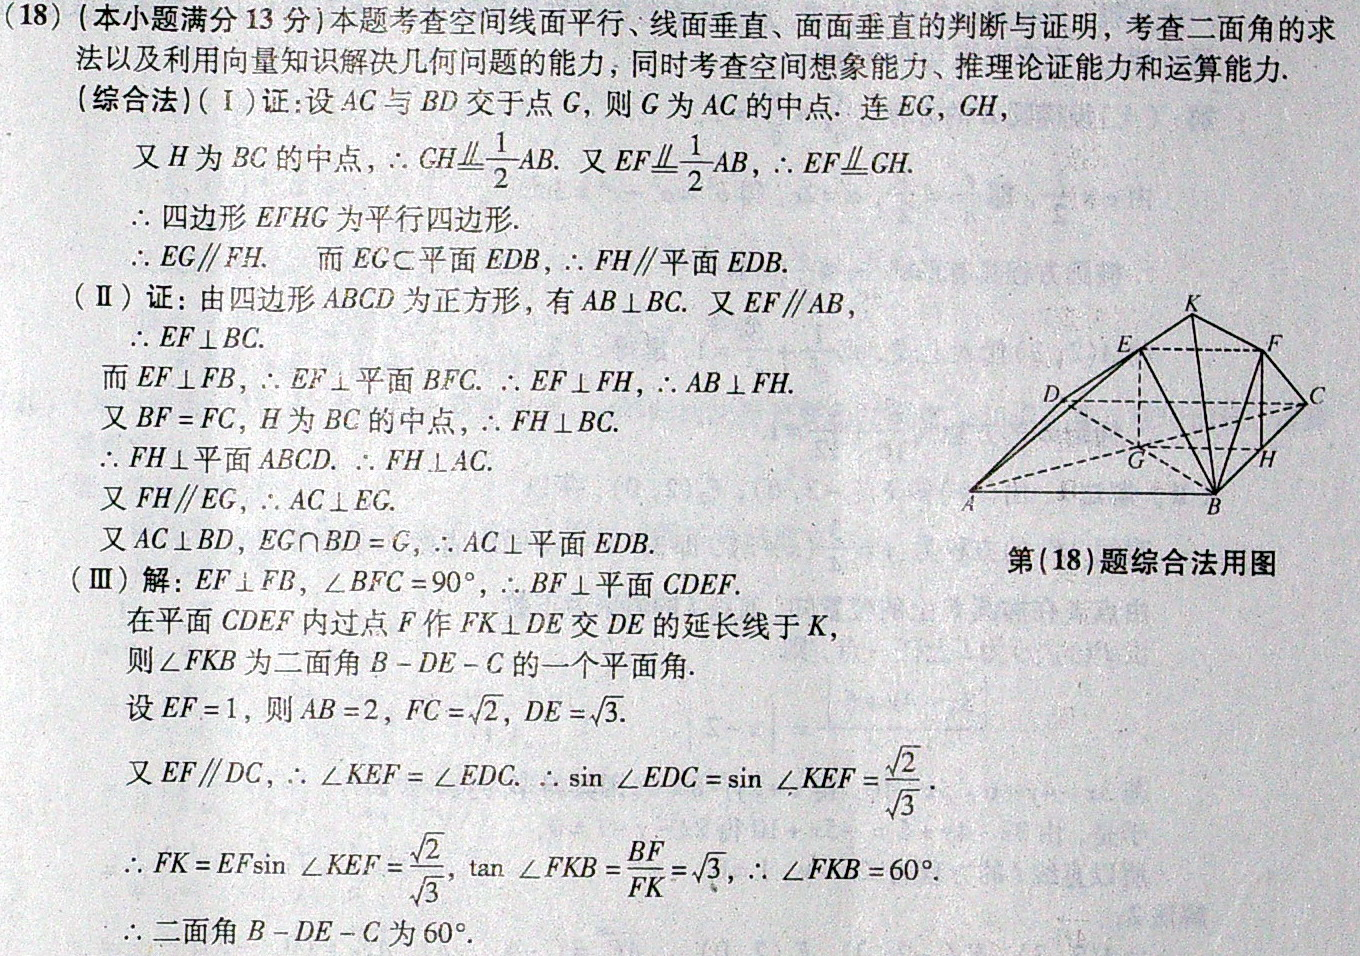 (18)(本小题满分 13 分)本题考查空间线面平行、线面垂直、面面垂直的判断与证明, 考查二面角的求
法以及利用向量知识解决几何问题的能力, 同时考查空间想象能力、推理论证能力和运算能力.
(综合法)(Ⅰ)证:设 AC 与 BD 交于点 G, 则 G 为 AC 的中点. 连 EG, GH,
又 H 为 BC 的中点, ∴ GH∥=1/2AB. 又 EF∥=1/2AB, ∴ EF∥=GH.
∴ 四边形 EFHG 为平行四边形.
∴ EG∥FH. 而 EG⊂平面 EDB, ∴ FH∥平面 EDB.
(Ⅱ)证: 由四边形 ABCD 为正方形, 有 AB⊥BC. 又 EF∥AB,
∴ EF⊥BC.
而 EF⊥FB, ∴ EF⊥平面 BFC. ∴ EF⊥FH, ∴ AB⊥FH.
又 BF=FC, H 为 BC 的中点, ∴ FH⊥BC.
∴ FH⊥平面 ABCD. ∴ FH⊥AC.
又 FH∥EG, ∴ AC⊥EG.
又 AC⊥BD, EG∩BD=G, ∴ AC⊥平面 EDB.
K
E
F
D
C
G
H
A
B
第(18)题综合法用图
(Ⅲ)解: EF⊥FB, ∠BFC=90°, ∴ BF⊥平面 CDEF.
在平面 CDEF 内过点 F 作 FK⊥DE 交 DE 的延长线于 K,
则∠FKB 为二面角 B-DE-C 的一个平面角.
设 EF=1, 则 AB=2, FC=√2, DE=√3.
又 EF∥DC, ∴ ∠KEF=∠EDC. ∴ sin ∠EDC=sin ∠KEF=√2/√3.
∴ FK=EFsin ∠KEF=√2/√3, tan ∠FKB=BF/FK=√3, ∴ ∠FKB=60°.
∴ 二面角 B-DE-C 为 60°.